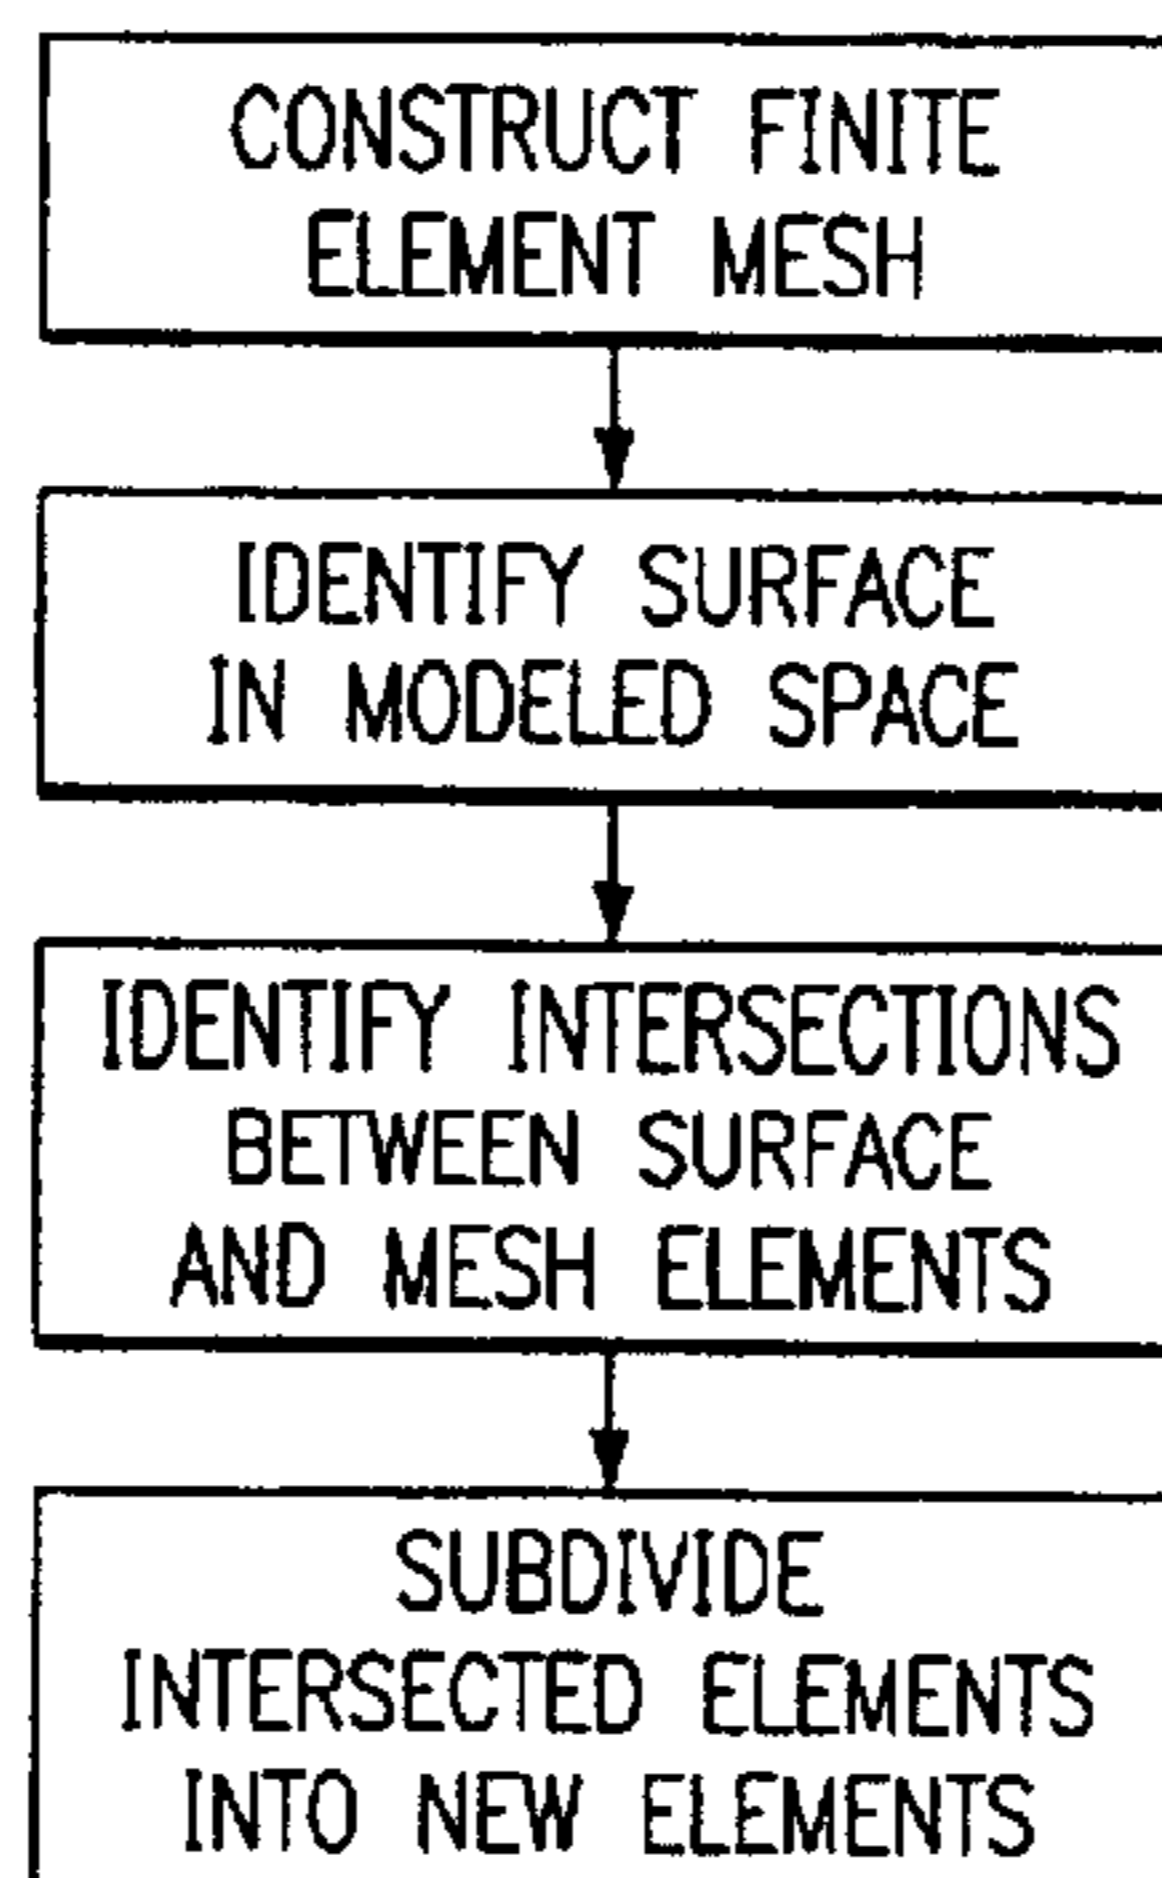 CONSTRUCT FINITE
ELEMENT MESH
IDENTIFY SURFACE
IN MODELED SPACE
IDENTIFY INTERSECTIONS
BETWEEN SURFACE
AND MESH ELEMENTS
SUBDIVIDE
INTERSECTED ELEMENTS
INTO NEW ELEMENTS